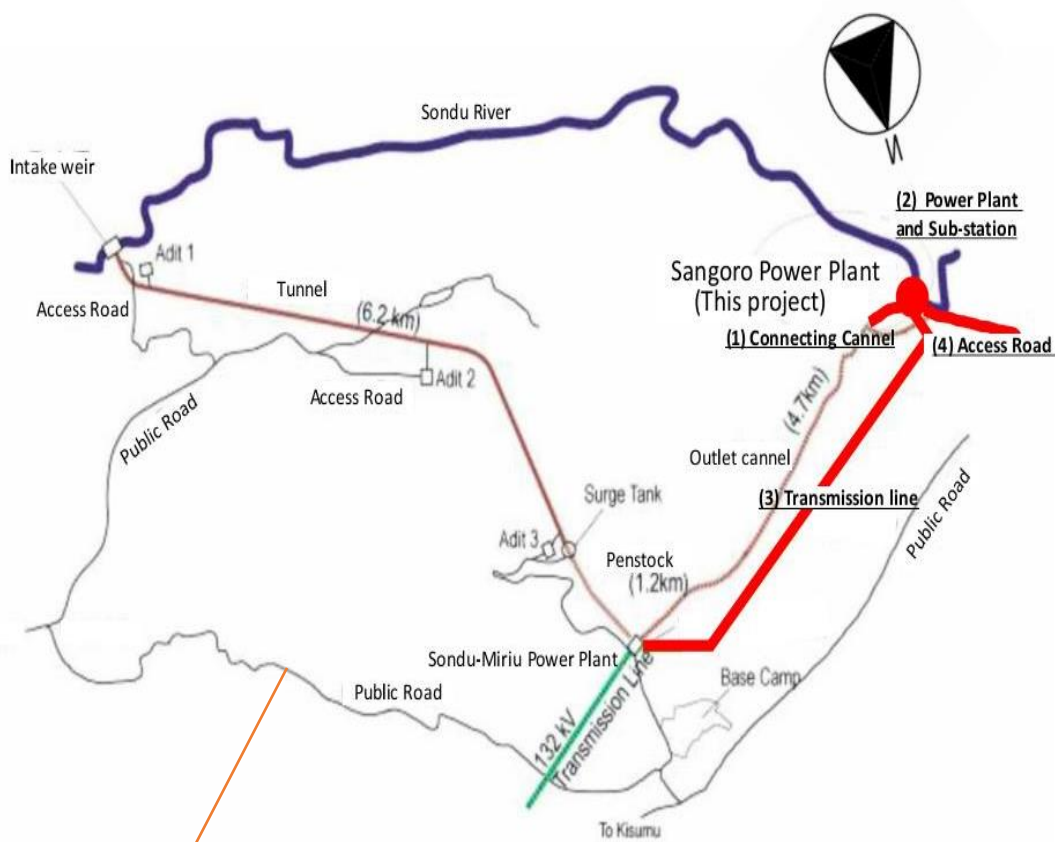 N
Sondu River
Intake weir
(2) Power Plant
and Sub-station
Adit 1
Sangoro Power Plant
(This project)
Tunnel
Access Road
(6.2 km)
(1) Connecting Cannel
(4) Access Road
Adit 2
Access Road
Public Road
(4.7km)
Outlet cannel
Surge Tank
(3) Transmission line
Public Road
Adit 3
Penstock
(1.2km)
Sondu-Miriu Power Plant
Base Camp
Public Road
132 kV
Transmission Line
To Kisumu